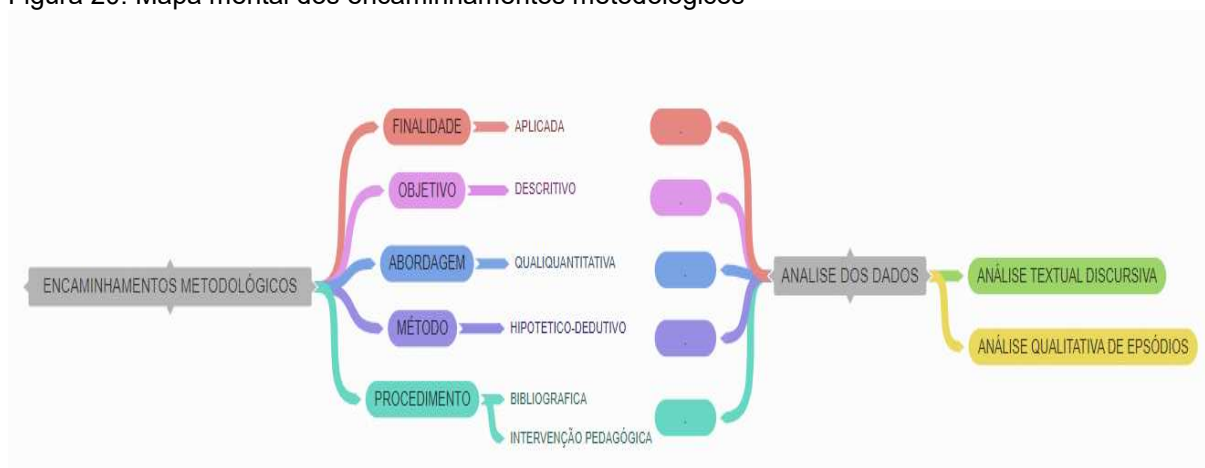 Figura 20: Mapa mental dos encaminhamentos metodológicos
ENCAMINHAMENTOS METODOLÓGICOS
FINALIDADE
APLICADA
OBJETIVO
DESCRITIVO
ABORDAGEM
QUALIQUANTITATIVA
MÉTODO
HIPOTETICO-DEDUTIVO
PROCEDIMENTO
BIBLIOGRAFICA
INTERVENÇÃO PEDAGÓGICA
.
.
.
.
.
ANALISE DOS DADOS
ANÁLISE TEXTUAL DISCURSIVA
ANÁLISE QUALITATIVA DE EPSÓDIOS